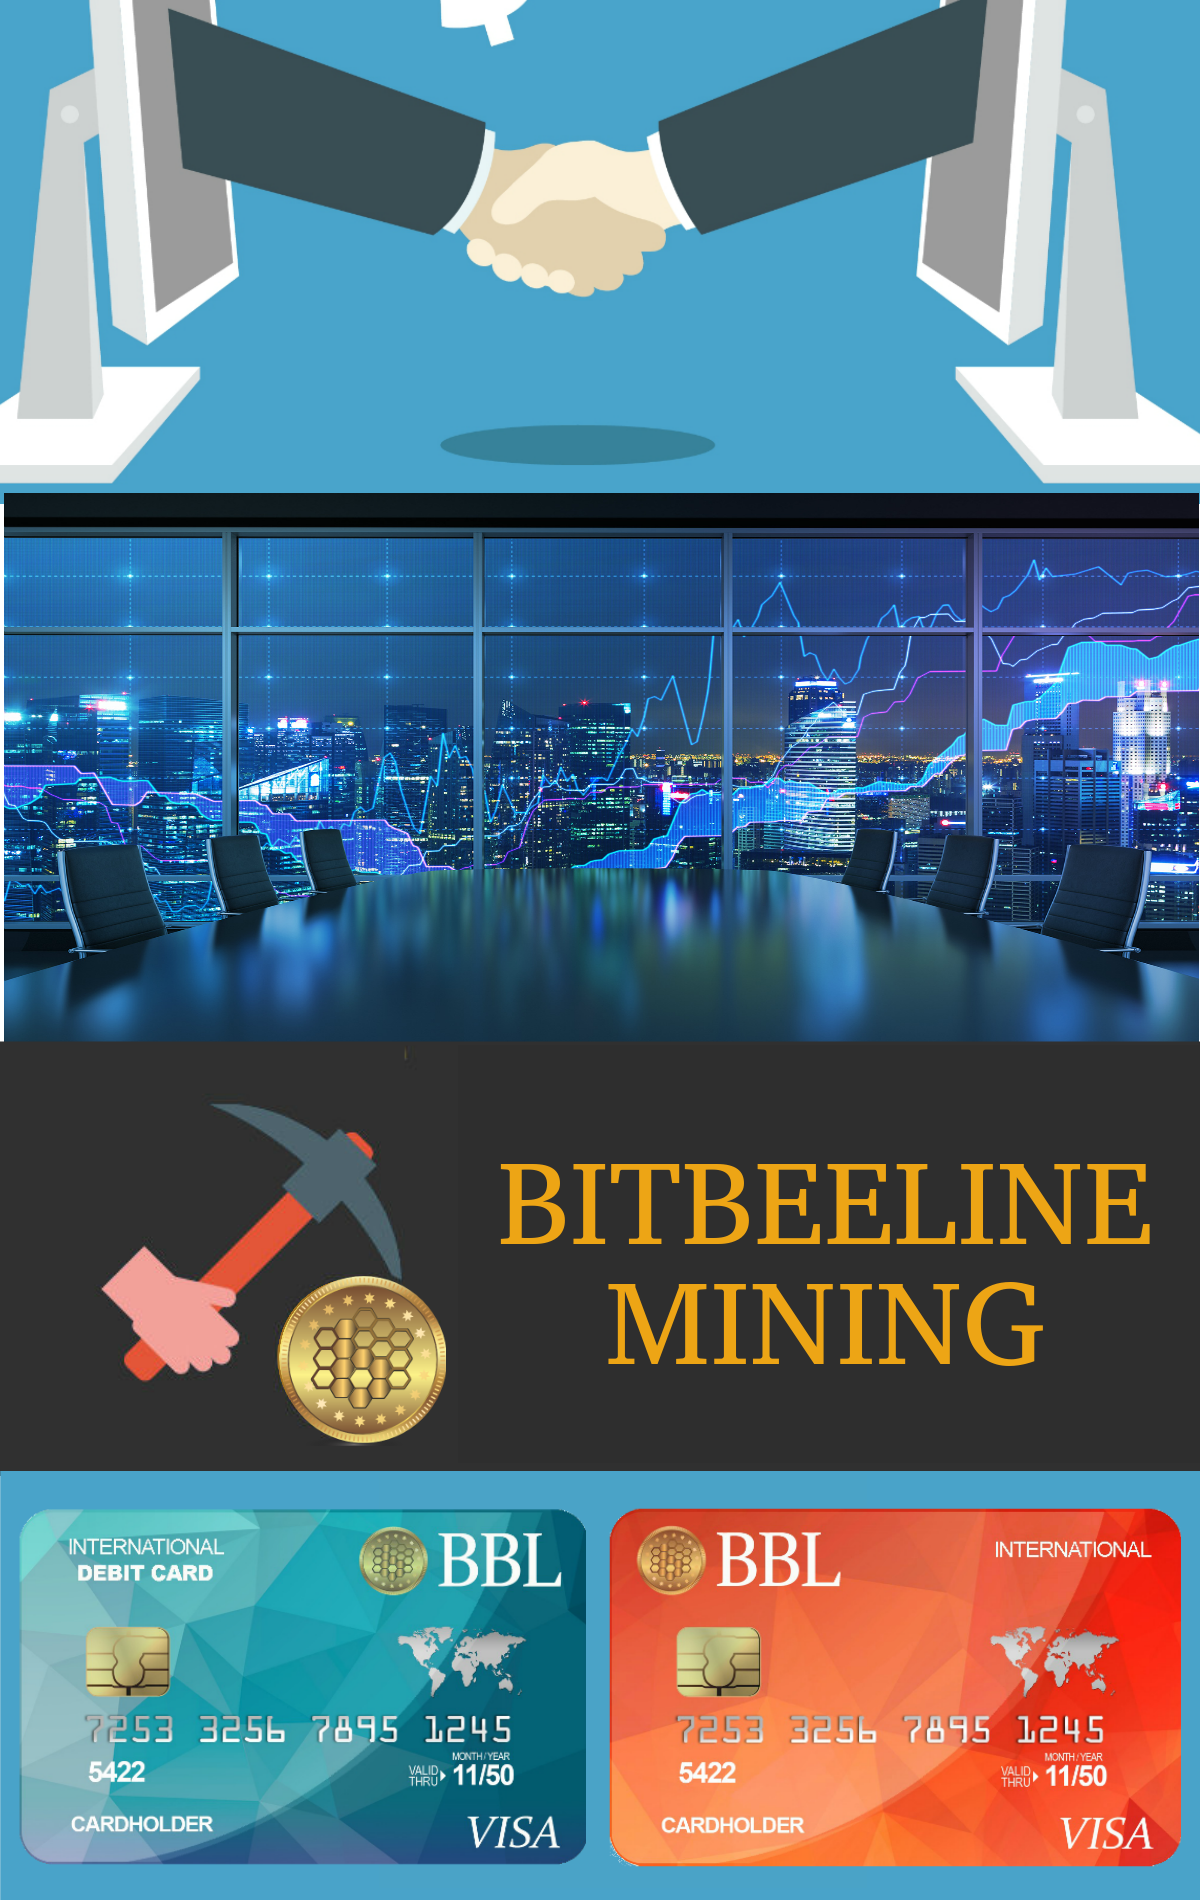 BITBEELINE
MINING
INTERNATIONAL
DEBIT CARD
BBL
7253 3256 7895 1245
5422
MONTH/YEAR
VALID
THRU
11/50
CARDHOLDER
VISA
BBL
INTERNATIONAL
7253 3256 7895 1245
5422
MONTH/YEAR
VALID
THRU
11/50
CARDHOLDER
VISA